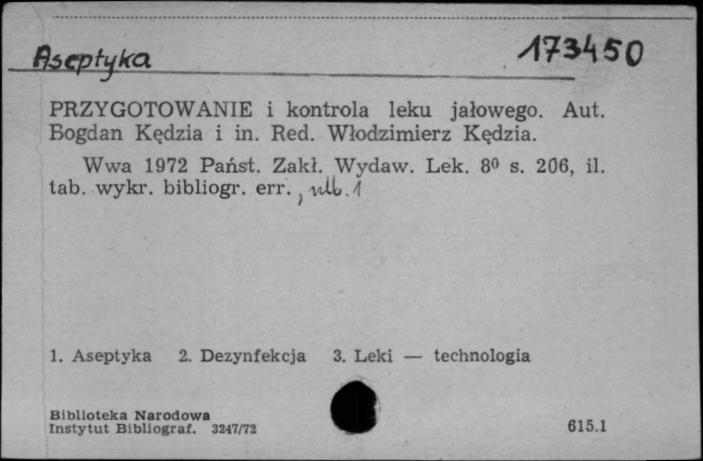 Aseptyka 173450
PRZYGOTOWANIE i kontrola leku jałowego. Aut.
Bogdan Kędzia i in. Red. Włodzimierz Kędzia.
Wwa 1972 Państ. Zakł. Wydaw. Lek. 8⁰ s. 206, il.
tab. wykr. bibliogr. err., nlb. 1
1. Aseptyka 2. Dezynfekcja 3. Leki — technologia
Biblioteka Narodowa
Instytut Bibliograf. 3247/72 615.1